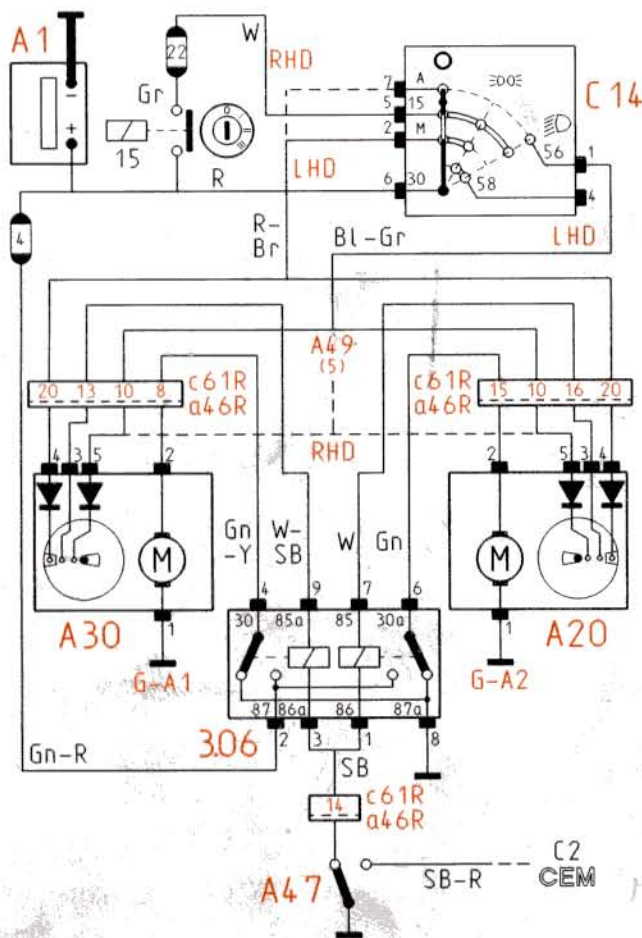 A1
22
W
RHD
Gr
15
0 I II III
7 A
5 15
2 M
6 30
56
58
1
4
C14
LHD
LHD
R
4
R-
Br
Bl-Gr
A49
(5)
20 13 10 8
c61R
a46R
c61R
a46R
15 10 16 20
RHD
4 3 5 2
2 5 3 4
M
M
Gn
-Y
W-
SB
W
Gn
1
A30
G-A1
1
A20
G-A2
4 9 7 6
30 85a 85 30a
87 86a 86 87a
2 3 1 8
3.06
Gn-R
SB
14
c61R
a46R
A47
SB-R
C2
CEM